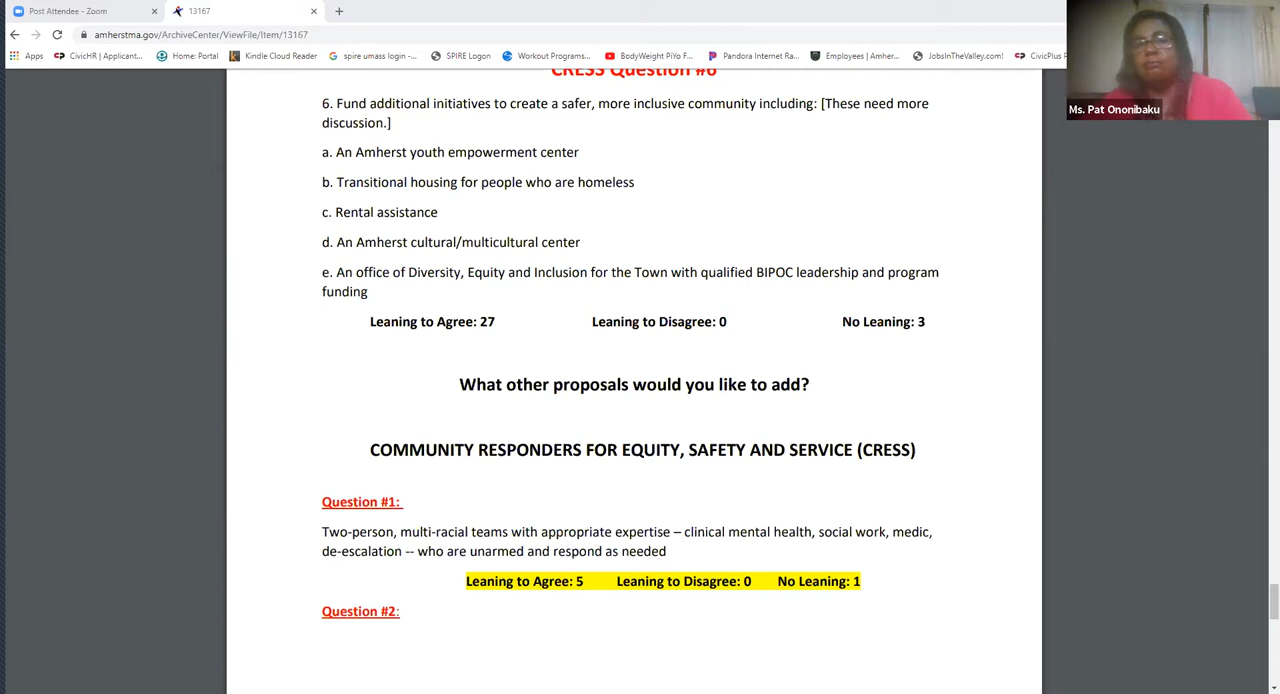 Post Attendee - Zoom
13167
amherstma.gov/ArchiveCenter/ViewFile/Item/13167
Apps
CivicHR | Applicant...
Home: Portal
Kindle Cloud Reader
spire umass login -...
SPIRE Logon
Workout Programs...
BodyWeight PiYo F...
Pandora Internet Ra...
Employees | Amher...
JobsInTheValley.com!
CivicPlus
Ms. Pat Ononibaku
CRESS Question #6
6. Fund additional initiatives to create a safer, more inclusive community including: [These need more
discussion.]
a. An Amherst youth empowerment center
b. Transitional housing for people who are homeless
c. Rental assistance
d. An Amherst cultural/multicultural center
e. An office of Diversity, Equity and Inclusion for the Town with qualified BIPOC leadership and program
funding
Leaning to Agree: 27 Leaning to Disagree: 0 No Leaning: 3
What other proposals would you like to add?
COMMUNITY RESPONDERS FOR EQUITY, SAFETY AND SERVICE (CRESS)
Question #1:
Two-person, multi-racial teams with appropriate expertise – clinical mental health, social work, medic,
de-escalation -- who are unarmed and respond as needed
Leaning to Agree: 5 Leaning to Disagree: 0 No Leaning: 1
Question #2: